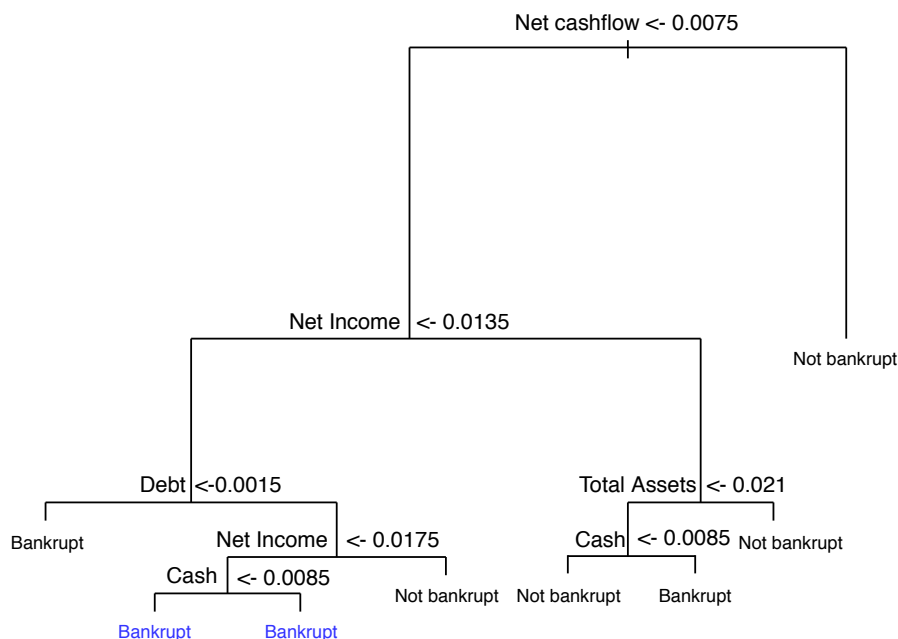 Net cashflow <- 0.0075
Net Income <- 0.0135
Not bankrupt
Debt <-0.0015
Total Assets <- 0.021
Bankrupt
Net Income <- 0.0175
Cash <- 0.0085
Not bankrupt
Cash <- 0.0085
Not bankrupt
Not bankrupt
Bankrupt
Bankrupt
Bankrupt